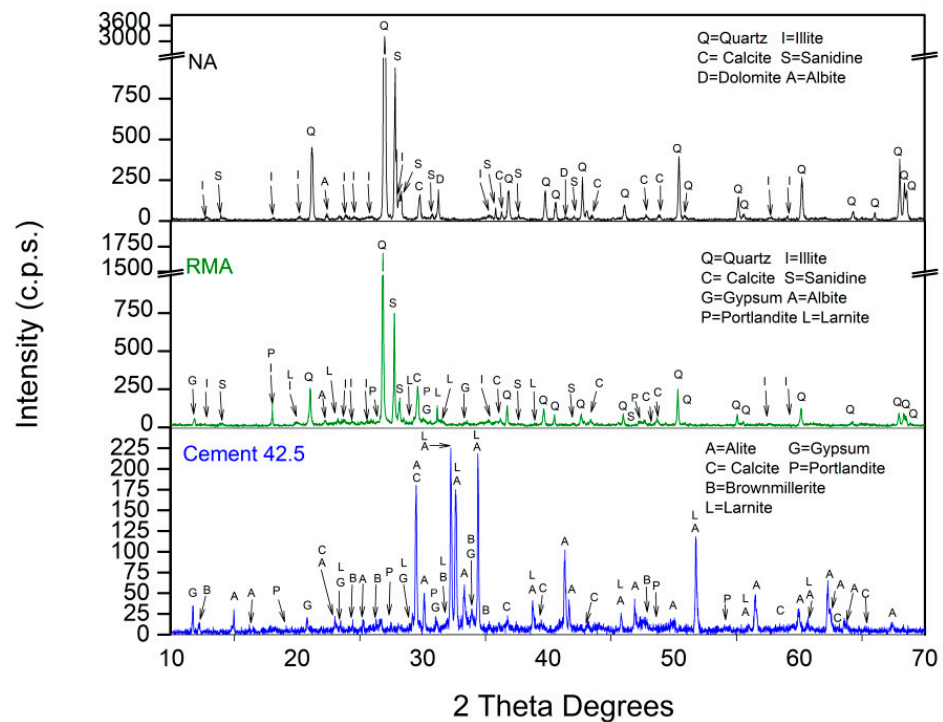 Intensity (c.p.s.)
3600
3000
750
500
250
0
NA
Q=Quartz I=Illite
C= Calcite S=Sanidine
D=Dolomite A=Albite
I S I I Q A I I I Q S I S C S D I S C Q S Q Q D S Q C Q C C Q Q Q Q I I Q Q Q Q Q Q
1750
1500
750
500
250
0
RMA
Q=Quartz I=Illite
C= Calcite S=Sanidine
G=Gypsum A=Albite
P=Portlandite L=Larnite
G I S P I L I Q A L I I I P Q S S L C P G L L G I C Q S L Q Q S Q C Q S P C C Q Q Q Q I I Q Q Q Q Q
225
200
175
150
125
100
75
50
25
0
Cement 42.5
A=Alite G=Gypsum
C= Calcite P=Portlandite
B=Brownmillerite
L=Larnite
G B A A P G C A L G B A B P L G A C A P G L B L A L A A B G L A B C L A C A A C L A A B P A L A P L A A C A L A A A C A C A
10 20 30 40 50 60 70
2 Theta Degrees